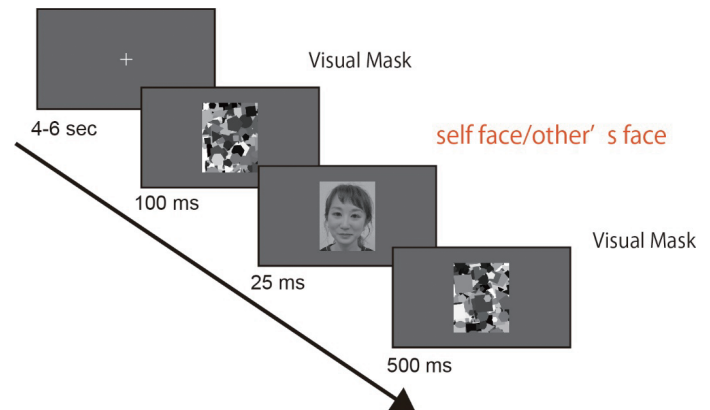 Visual Mask
4-6 sec
self face/other’ s face
100 ms
Visual Mask
25 ms
500 ms